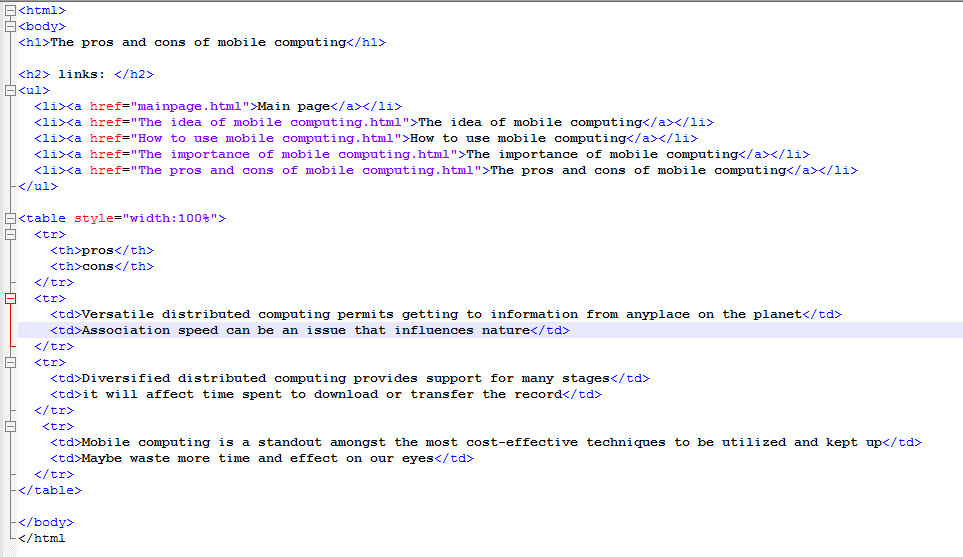 <html>
<body>
<h1>The pros and cons of mobile computing</h1>

<h2> links: </h2>
<ul>
  <li><a href="mainpage.html">Main page</a></li>
  <li><a href="The idea of mobile computing.html">The idea of mobile computing</a></li>
  <li><a href="How to use mobile computing.html">How to use mobile computing</a></li>
  <li><a href="The importance of mobile computing.html">The importance of mobile computing</a></li>
  <li><a href="The pros and cons of mobile computing.html">The pros and cons of mobile computing</a></li>
</ul>

<table style="width:100%">
  <tr>
    <th>pros</th>
    <th>cons</th>
  </tr>
  <tr>
    <td>Versatile distributed computing permits getting to information from anyplace on the planet</td>
    <td>Association speed can be an issue that influences nature</td>
  </tr>
  <tr>
    <td>Diversified distributed computing provides support for many stages</td>
    <td>it will affect time spent to download or transfer the record</td>
  </tr>
   <tr>
    <td>Mobile computing is a standout amongst the most cost-effective techniques to be utilized and kept up</td>
    <td>Maybe waste more time and effect on our eyes</td>
  </tr>
</table>

</body>
</html